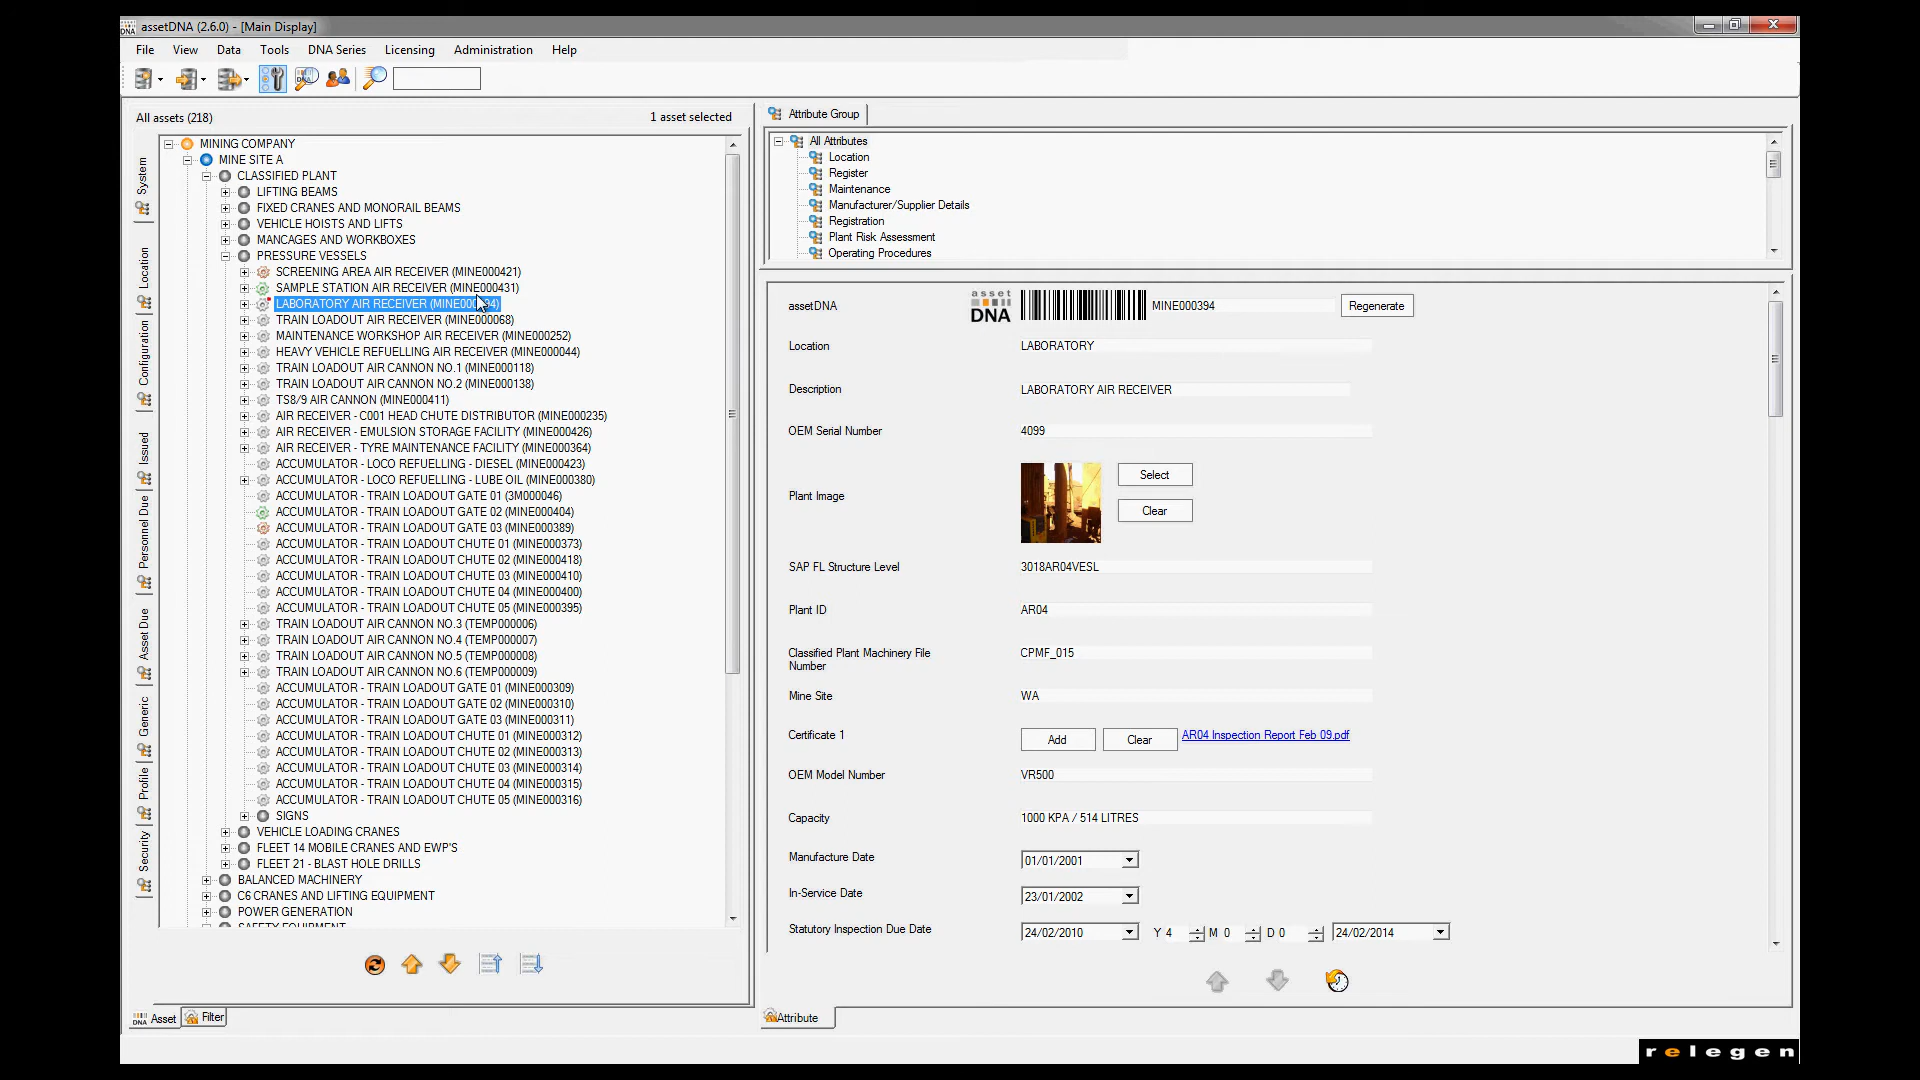 assetDNA (2.6.0) - [Main Display]
File View Data Tools DNA Series Licensing Administration Help
All assets (218) 1 asset selected
System
Location
Configuration
Issued
Personnel Due
Asset Due
Generic
Profile
Security
MINING COMPANY
MINE SITE A
CLASSIFIED PLANT
LIFTING BEAMS
FIXED CRANES AND MONORAIL BEAMS
VEHICLE HOISTS AND LIFTS
MANCAGES AND WORKBOXES
PRESSURE VESSELS
SCREENING AREA AIR RECEIVER (MINE000421)
SAMPLE STATION AIR RECEIVER (MINE000431)
LABORATORY AIR RECEIVER
TRAIN LOADOUT AIR RECEIVER (MINE000068)
MAINTENANCE WORKSHOP AIR RECEIVER (MINE000252)
HEAVY VEHICLE REFUELLING AIR RECEIVER (MINE000044)
TRAIN LOADOUT AIR CANNON NO.1 (MINE000118)
TRAIN LOADOUT AIR CANNON NO.2 (MINE000138)
TS8/9 AIR CANNON (MINE000411)
AIR RECEIVER - C001 HEAD CHUTE DISTRIBUTOR (MINE000235)
AIR RECEIVER - EMULSION STORAGE FACILITY (MINE000426)
AIR RECEIVER - TYRE MAINTENANCE FACILITY (MINE000364)
ACCUMULATOR - LOCO REFUELLING - DIESEL (MINE000423)
ACCUMULATOR - LOCO REFUELLING - LUBE OIL (MINE000380)
ACCUMULATOR - TRAIN LOADOUT GATE 01 (3M000046)
ACCUMULATOR - TRAIN LOADOUT GATE 02 (MINE000404)
ACCUMULATOR - TRAIN LOADOUT GATE 03 (MINE000389)
ACCUMULATOR - TRAIN LOADOUT CHUTE 01 (MINE000373)
ACCUMULATOR - TRAIN LOADOUT CHUTE 02 (MINE000418)
ACCUMULATOR - TRAIN LOADOUT CHUTE 03 (MINE000410)
ACCUMULATOR - TRAIN LOADOUT CHUTE 04 (MINE000400)
ACCUMULATOR - TRAIN LOADOUT CHUTE 05 (MINE000395)
TRAIN LOADOUT AIR CANNON NO.3 (TEMP000006)
TRAIN LOADOUT AIR CANNON NO.4 (TEMP000007)
TRAIN LOADOUT AIR CANNON NO.5 (TEMP000008)
TRAIN LOADOUT AIR CANNON NO.6 (TEMP000009)
ACCUMULATOR - TRAIN LOADOUT GATE 01 (MINE000309)
ACCUMULATOR - TRAIN LOADOUT GATE 02 (MINE000310)
ACCUMULATOR - TRAIN LOADOUT GATE 03 (MINE000311)
ACCUMULATOR - TRAIN LOADOUT CHUTE 01 (MINE000312)
ACCUMULATOR - TRAIN LOADOUT CHUTE 02 (MINE000313)
ACCUMULATOR - TRAIN LOADOUT CHUTE 03 (MINE000314)
ACCUMULATOR - TRAIN LOADOUT CHUTE 04 (MINE000315)
ACCUMULATOR - TRAIN LOADOUT CHUTE 05 (MINE000316)
SIGNS
VEHICLE LOADING CRANES
FLEET 14 MOBILE CRANES AND EWP'S
FLEET 21 - BLAST HOLE DRILLS
BALANCED MACHINERY
C6 CRANES AND LIFTING EQUIPMENT
POWER GENERATION
SAFETY EQUIPMENT
DNA Asset Filter
Attribute Group
All Attributes
Location
Register
Maintenance
Manufacturer/Supplier Details
Registration
Plant Risk Assessment
Operating Procedures
assetDNA asset DNA MINE000394 Regenerate
Location LABORATORY
Description LABORATORY AIR RECEIVER
OEM Serial Number 4099
Plant Image Select
Clear
SAP FL Structure Level 3018AR04VESL
Plant ID AR04
Classified Plant Machinery File Number CPMF_015
Mine Site WA
Certificate 1 Add Clear AR04 Inspection Report Feb 09.pdf
OEM Model Number VR500
Capacity 1000 KPA / 514 LITRES
Manufacture Date 01/01/2001
In-Service Date 23/01/2002
Statutory Inspection Due Date 24/02/2010 Y 4 M 0 D 0 24/02/2014
Attribute
relegen